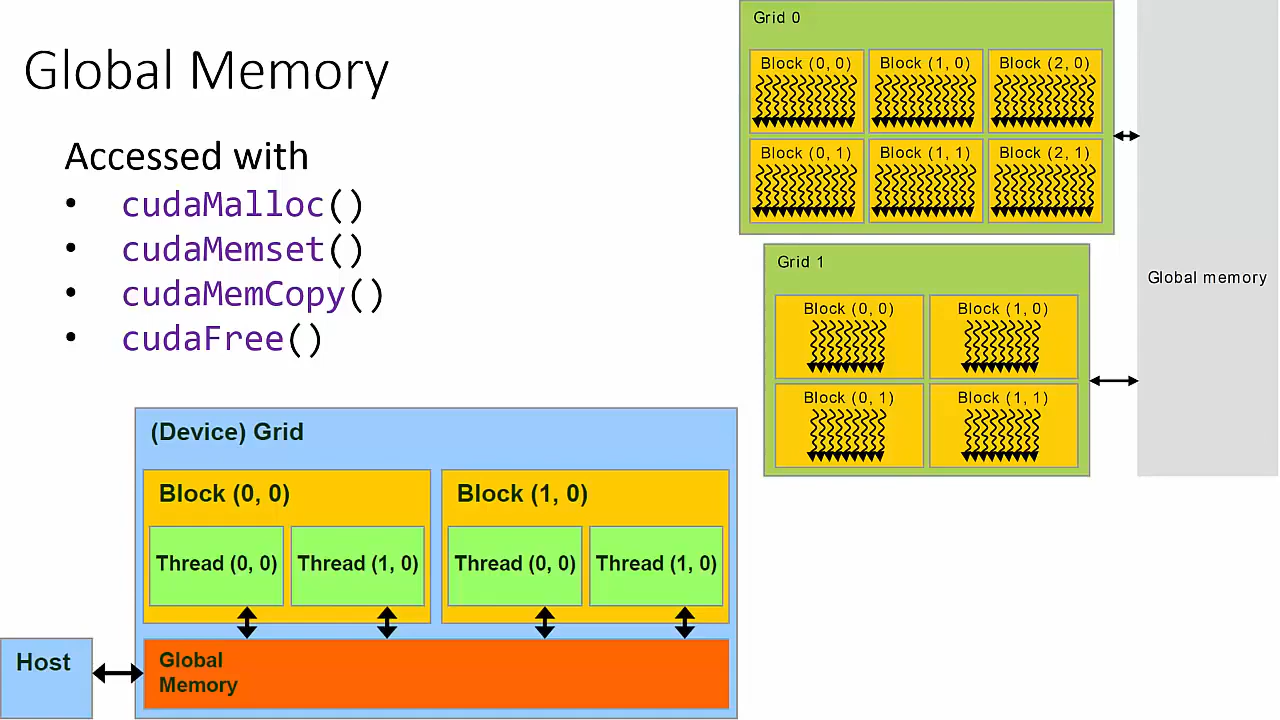 Global Memory
Accessed with
• cudaMalloc()
• cudaMemset()
• cudaMemCopy()
• cudaFree()
Grid 0
Block (0, 0) Block (1, 0) Block (2, 0)
Block (0, 1) Block (1, 1) Block (2, 1)
Grid 1
Block (0, 0) Block (1, 0)
Block (0, 1) Block (1, 1)
Global memory
(Device) Grid
Block (0, 0) Block (1, 0)
Thread (0, 0) Thread (1, 0) Thread (0, 0) Thread (1, 0)
Host
Global
Memory